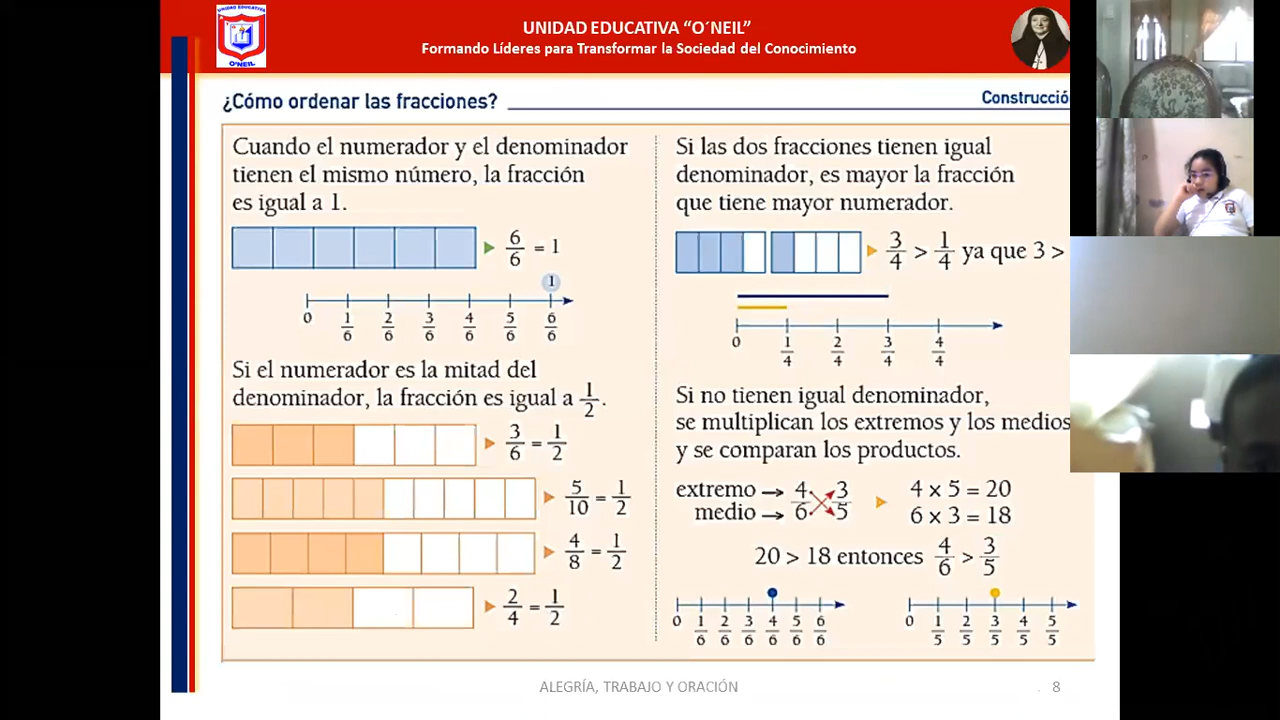 UNIDAD EDUCATIVA
O´NEIL
UNIDAD EDUCATIVA “O´NEIL”
Formando Líderes para Transformar la Sociedad del Conocimiento
¿Cómo ordenar las fracciones?
Construcció
Cuando el numerador y el denominador
tienen el mismo número, la fracción
es igual a 1.
6/6 = 1
1
0 1/6 2/6 3/6 4/6 5/6 6/6
Si el numerador es la mitad del
denominador, la fracción es igual a 1/2.
3/6 = 1/2
5/10 = 1/2
4/8 = 1/2
2/4 = 1/2
Si las dos fracciones tienen igual
denominador, es mayor la fracción
que tiene mayor numerador.
3/4 > 1/4 ya que 3 >
0 1/4 2/4 3/4 4/4
Si no tienen igual denominador,
se multiplican los extremos y los medios
y se comparan los productos.
extremo → 4 3
medio → 6 5
4 x 5 = 20
6 x 3 = 18
20 > 18 entonces 4/6 > 3/5
0 1/6 2/6 3/6 4/6 5/6 6/6
0 1/5 2/5 3/5 4/5 5/5
ALEGRÍA, TRABAJO Y ORACIÓN
8